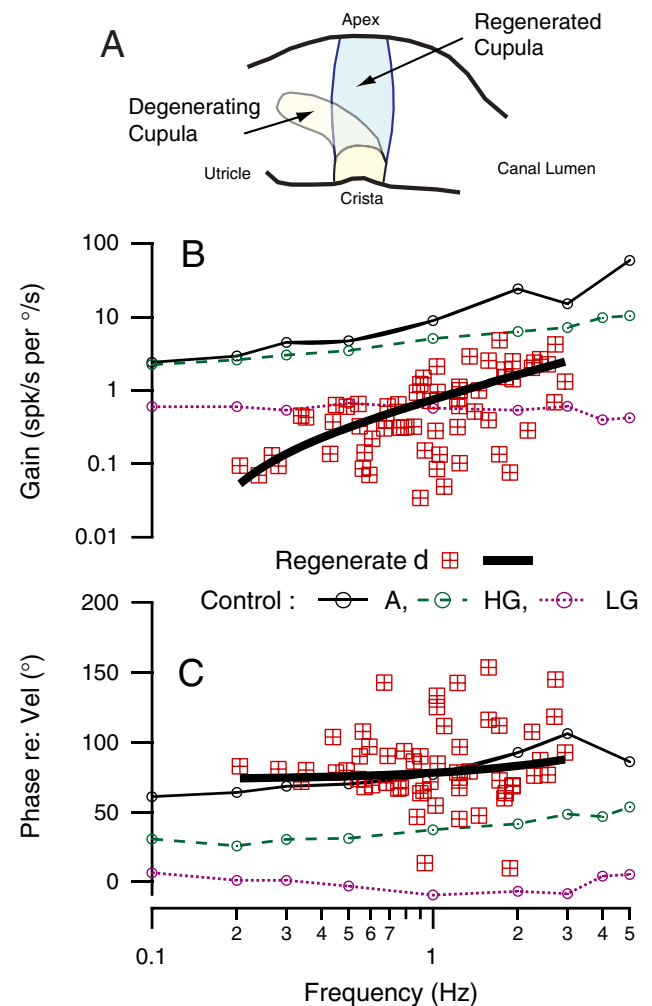 A
Apex
Regenerated
Cupula
Degenerating
Cupula
Utricle
Canal Lumen
Crista
B
Gain (spk/s per °/s)
100
10
1
0.1
0.01
Regenerate d
Control : A, HG, LG
C
Phase re: Vel (°)
200
150
100
50
0
2 3 4 5 6 7 2 3 4 5
0.1 1
Frequency (Hz)